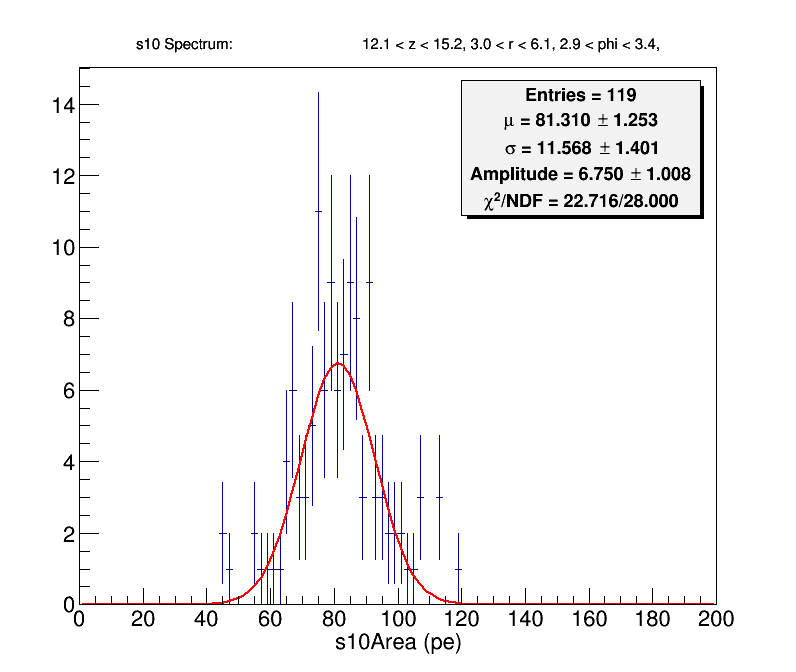 s10 Spectrum: 12.1 < z < 15.2, 3.0 < r < 6.1, 2.9 < phi < 3.4,
Entries = 119
μ = 81.310 ± 1.253
σ = 11.568 ± 1.401
Amplitude = 6.750 ± 1.008
χ²/NDF = 22.716/28.000
14
12
10
8
6
4
2
0
0 20 40 60 80 100 120 140 160 180 200
s10Area (pe)